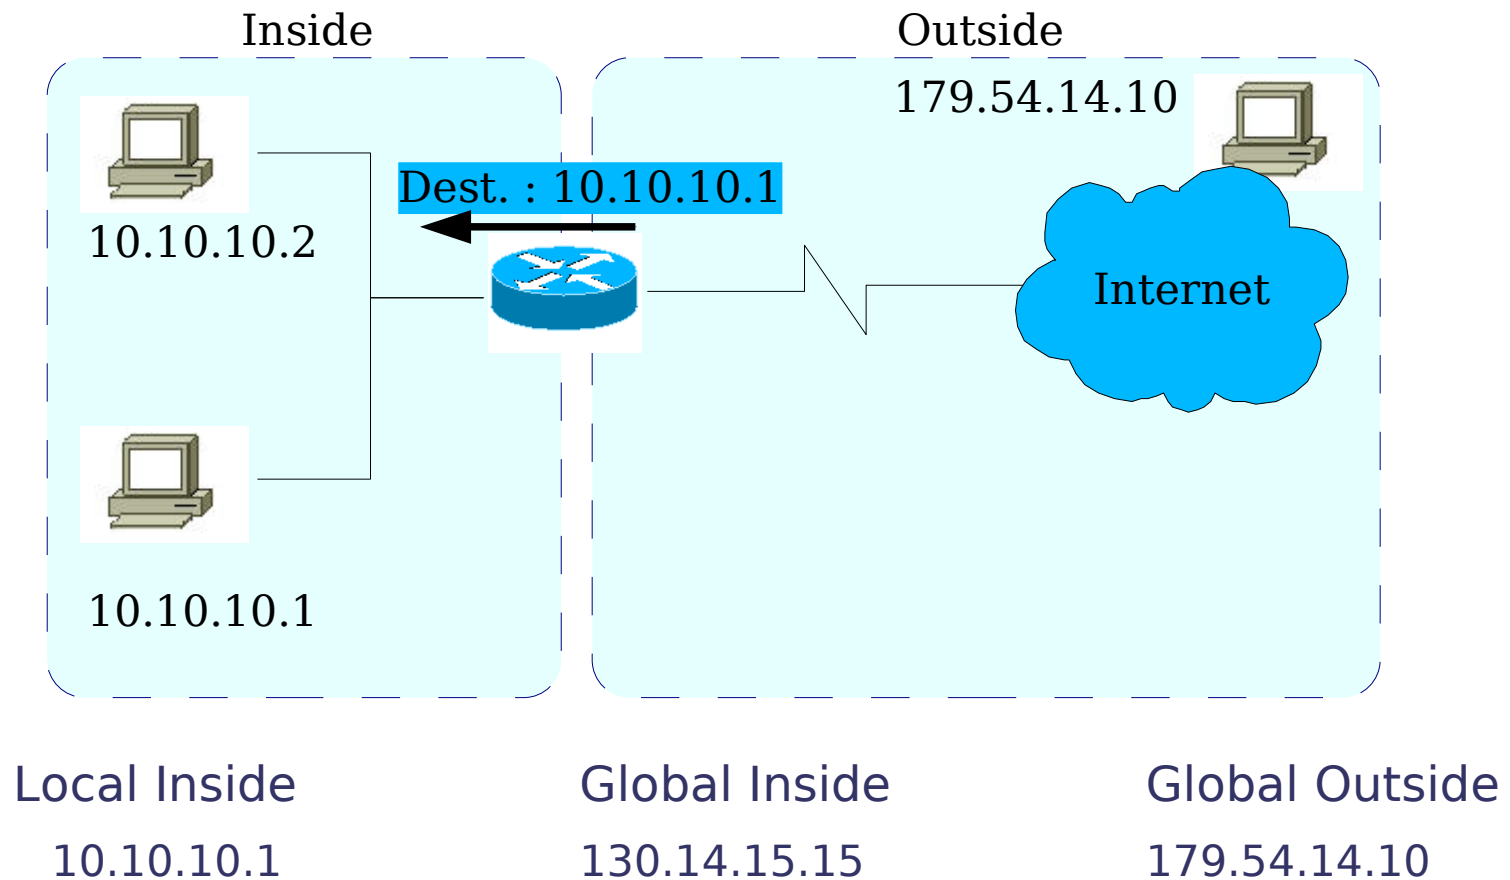 Inside
Outside
179.54.14.10
Dest. : 10.10.10.1
10.10.10.2
Internet
10.10.10.1
Local Inside
Global Inside
Global Outside
10.10.10.1
130.14.15.15
179.54.14.10